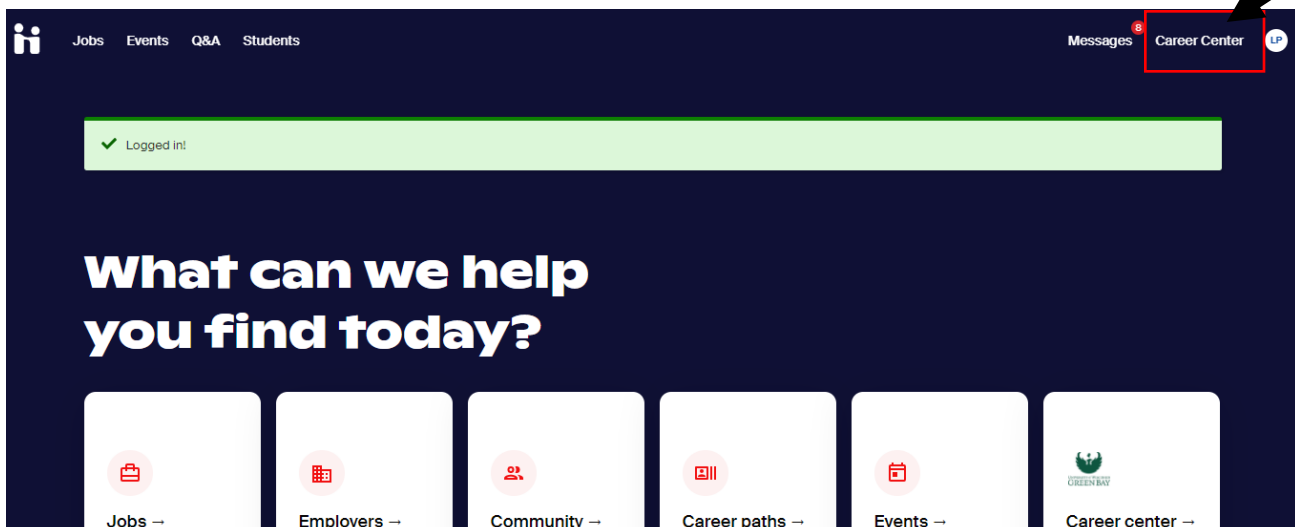 Jobs Events Q&A Students Messages 8 Career Center LP
Logged in!
What can we help
you find today?
GREEN BAY
Jobs → Employers → Community → Career paths → Events → Career center →